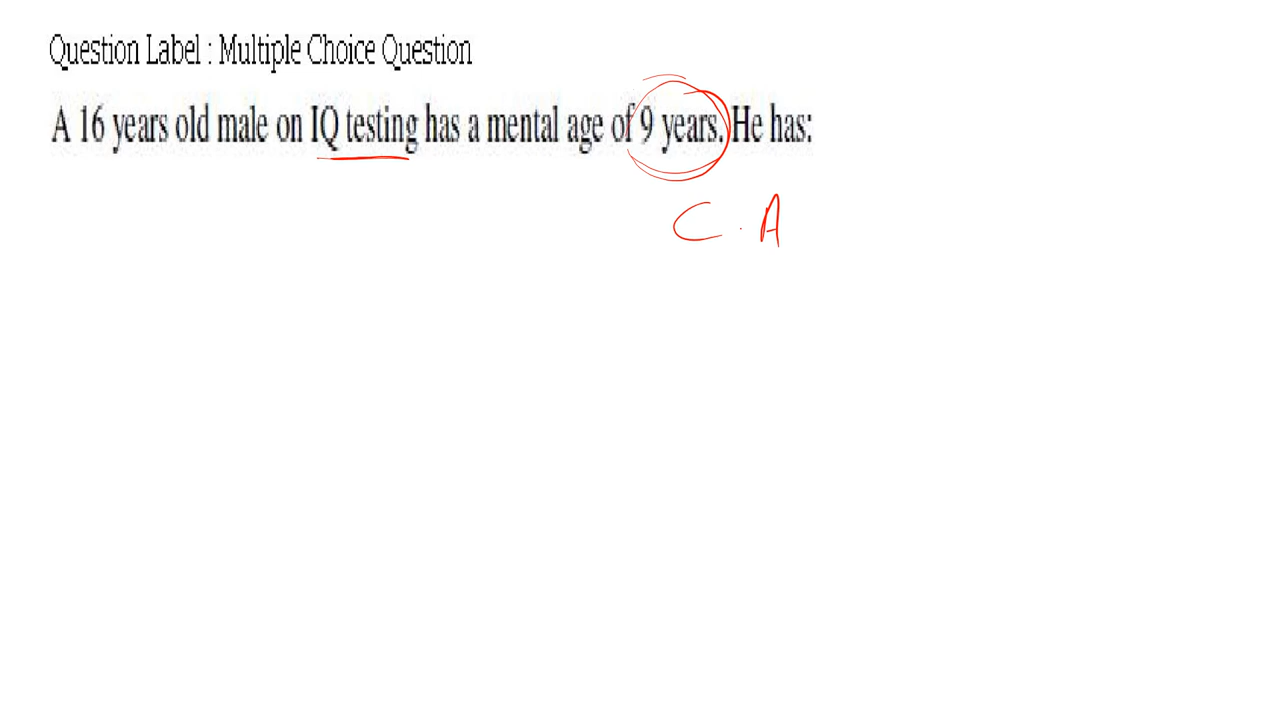 Question Label : Multiple Choice Question
A 16 years old male on IQ testing has a mental age of 9 years. He has:
C . A